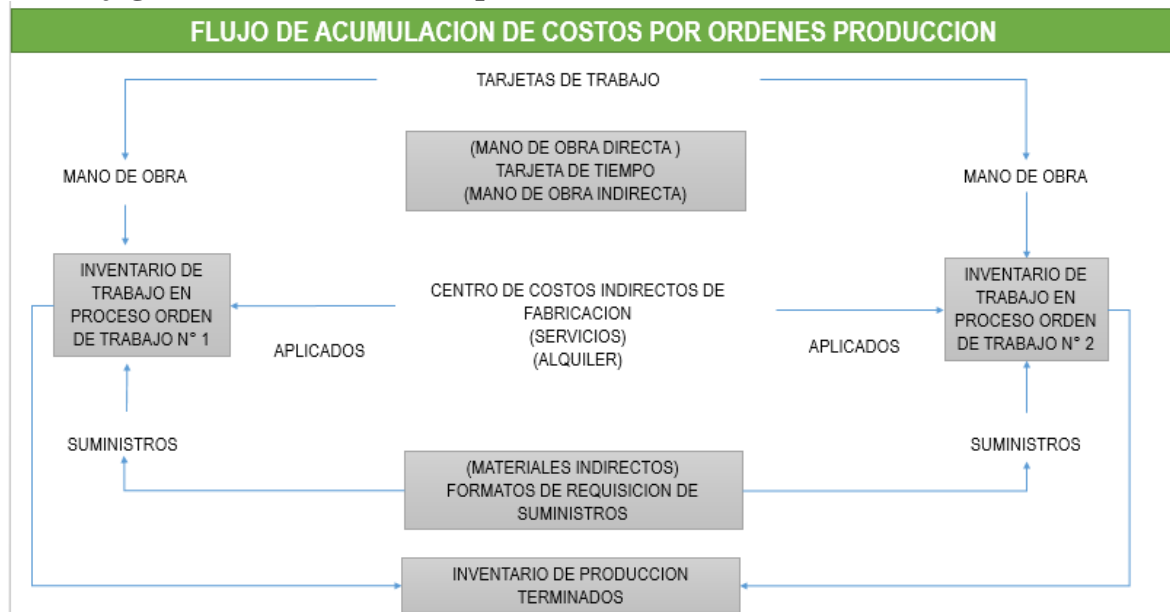 FLUJO DE ACUMULACION DE COSTOS POR ORDENES PRODUCCION
TARJETAS DE TRABAJO
(MANO DE OBRA DIRECTA )
TARJETA DE TIEMPO
(MANO DE OBRA INDIRECTA)
MANO DE OBRA
MANO DE OBRA
INVENTARIO DE
TRABAJO EN
PROCESO ORDEN
DE TRABAJO N° 1
CENTRO DE COSTOS INDIRECTOS DE
FABRICACION
(SERVICIOS)
(ALQUILER)
INVENTARIO DE
TRABAJO EN
PROCESO ORDEN
DE TRABAJO N° 2
APLICADOS
APLICADOS
SUMINISTROS
SUMINISTROS
(MATERIALES INDIRECTOS)
FORMATOS DE REQUISICION DE
SUMINISTROS
INVENTARIO DE PRODUCCION
TERMINADOS